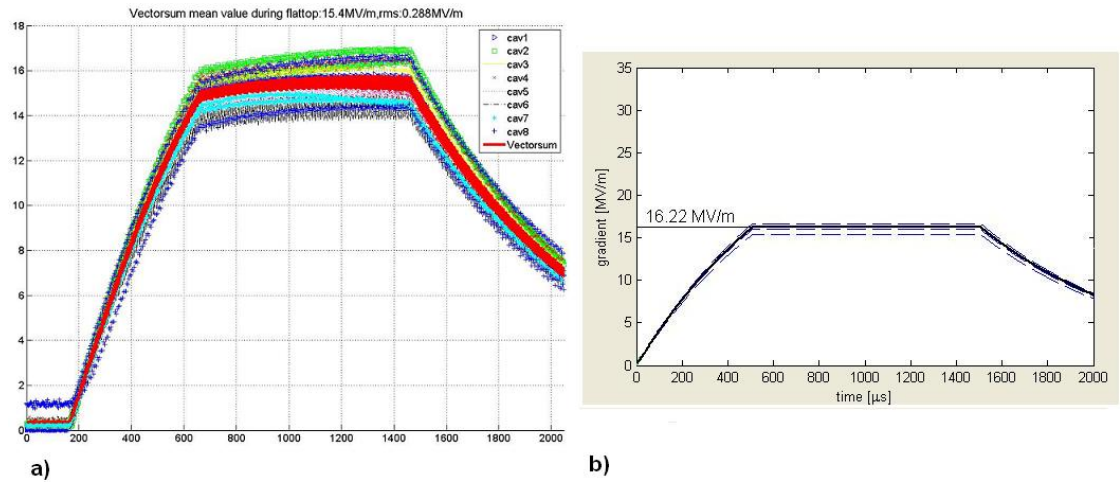 Vectorsum mean value during flattop:15.4MV/m,rms:0.288MV/m
18
16
14
12
10
8
6
4
2
0
0 200 400 600 800 1000 1200 1400 1600 1800 2000
cav1
cav2
cav3
cav4
cav5
cav6
cav7
cav8
Vectorsum
a)
35
30
25
20
15
10
5
0
gradient [MV/m]
16.22 MV/m
0 200 400 600 800 1000 1200 1400 1600 1800 2000
time [µs]
b)